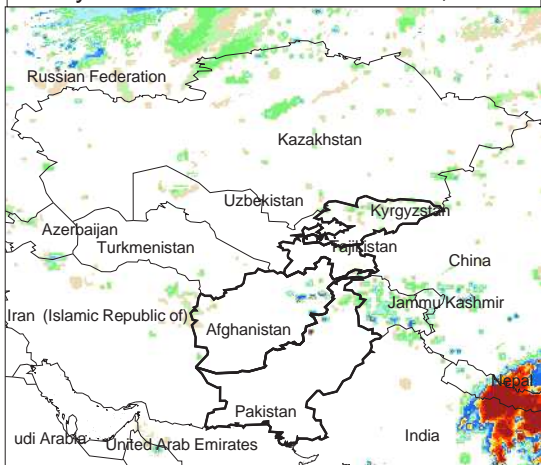 Russian Federation
Kazakhstan
Uzbekistan
Kyrgyzstan
Azerbaijan
Turkmenistan
Tajikistan
China
Iran (Islamic Republic of)
Jammu/Kashmir
Afghanistan
Nepal
Pakistan
udi Arabia
United Arab Emirates
India